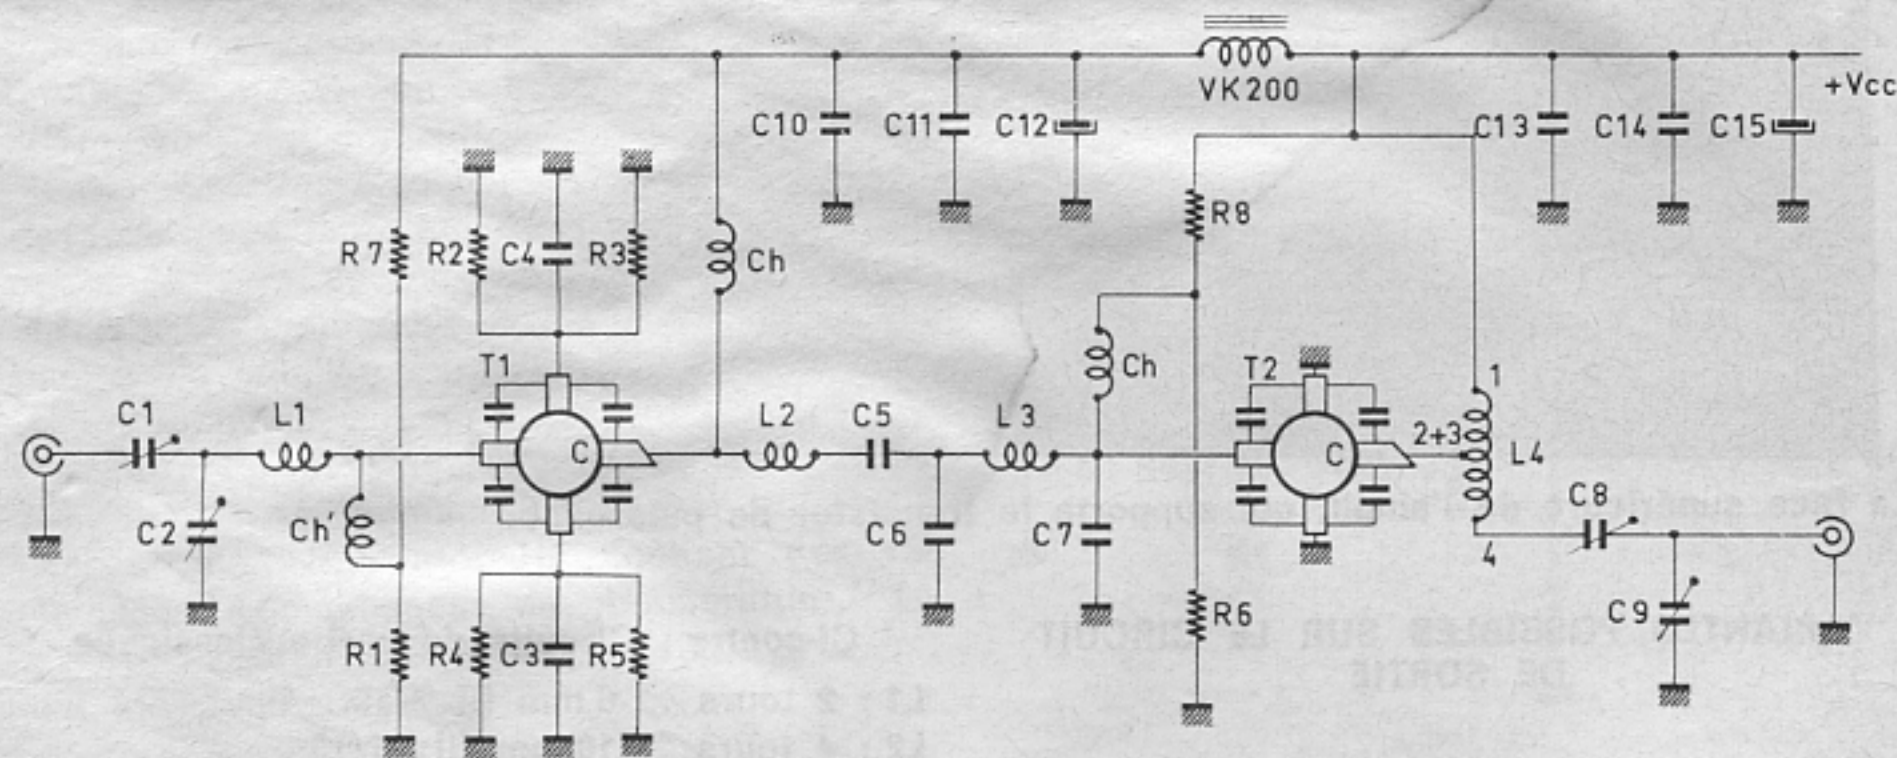 VK200
+Vcc
C10 C11 C12 C13 C14 C15
R8
R7 R2 C4 R3 Ch
T1 Ch T2 1
C1 L1 C L2 C5 L3 C 2+3 L4
C2 Ch' C6 C7 C8
4
R1 R4 C3 R5 R6 C9